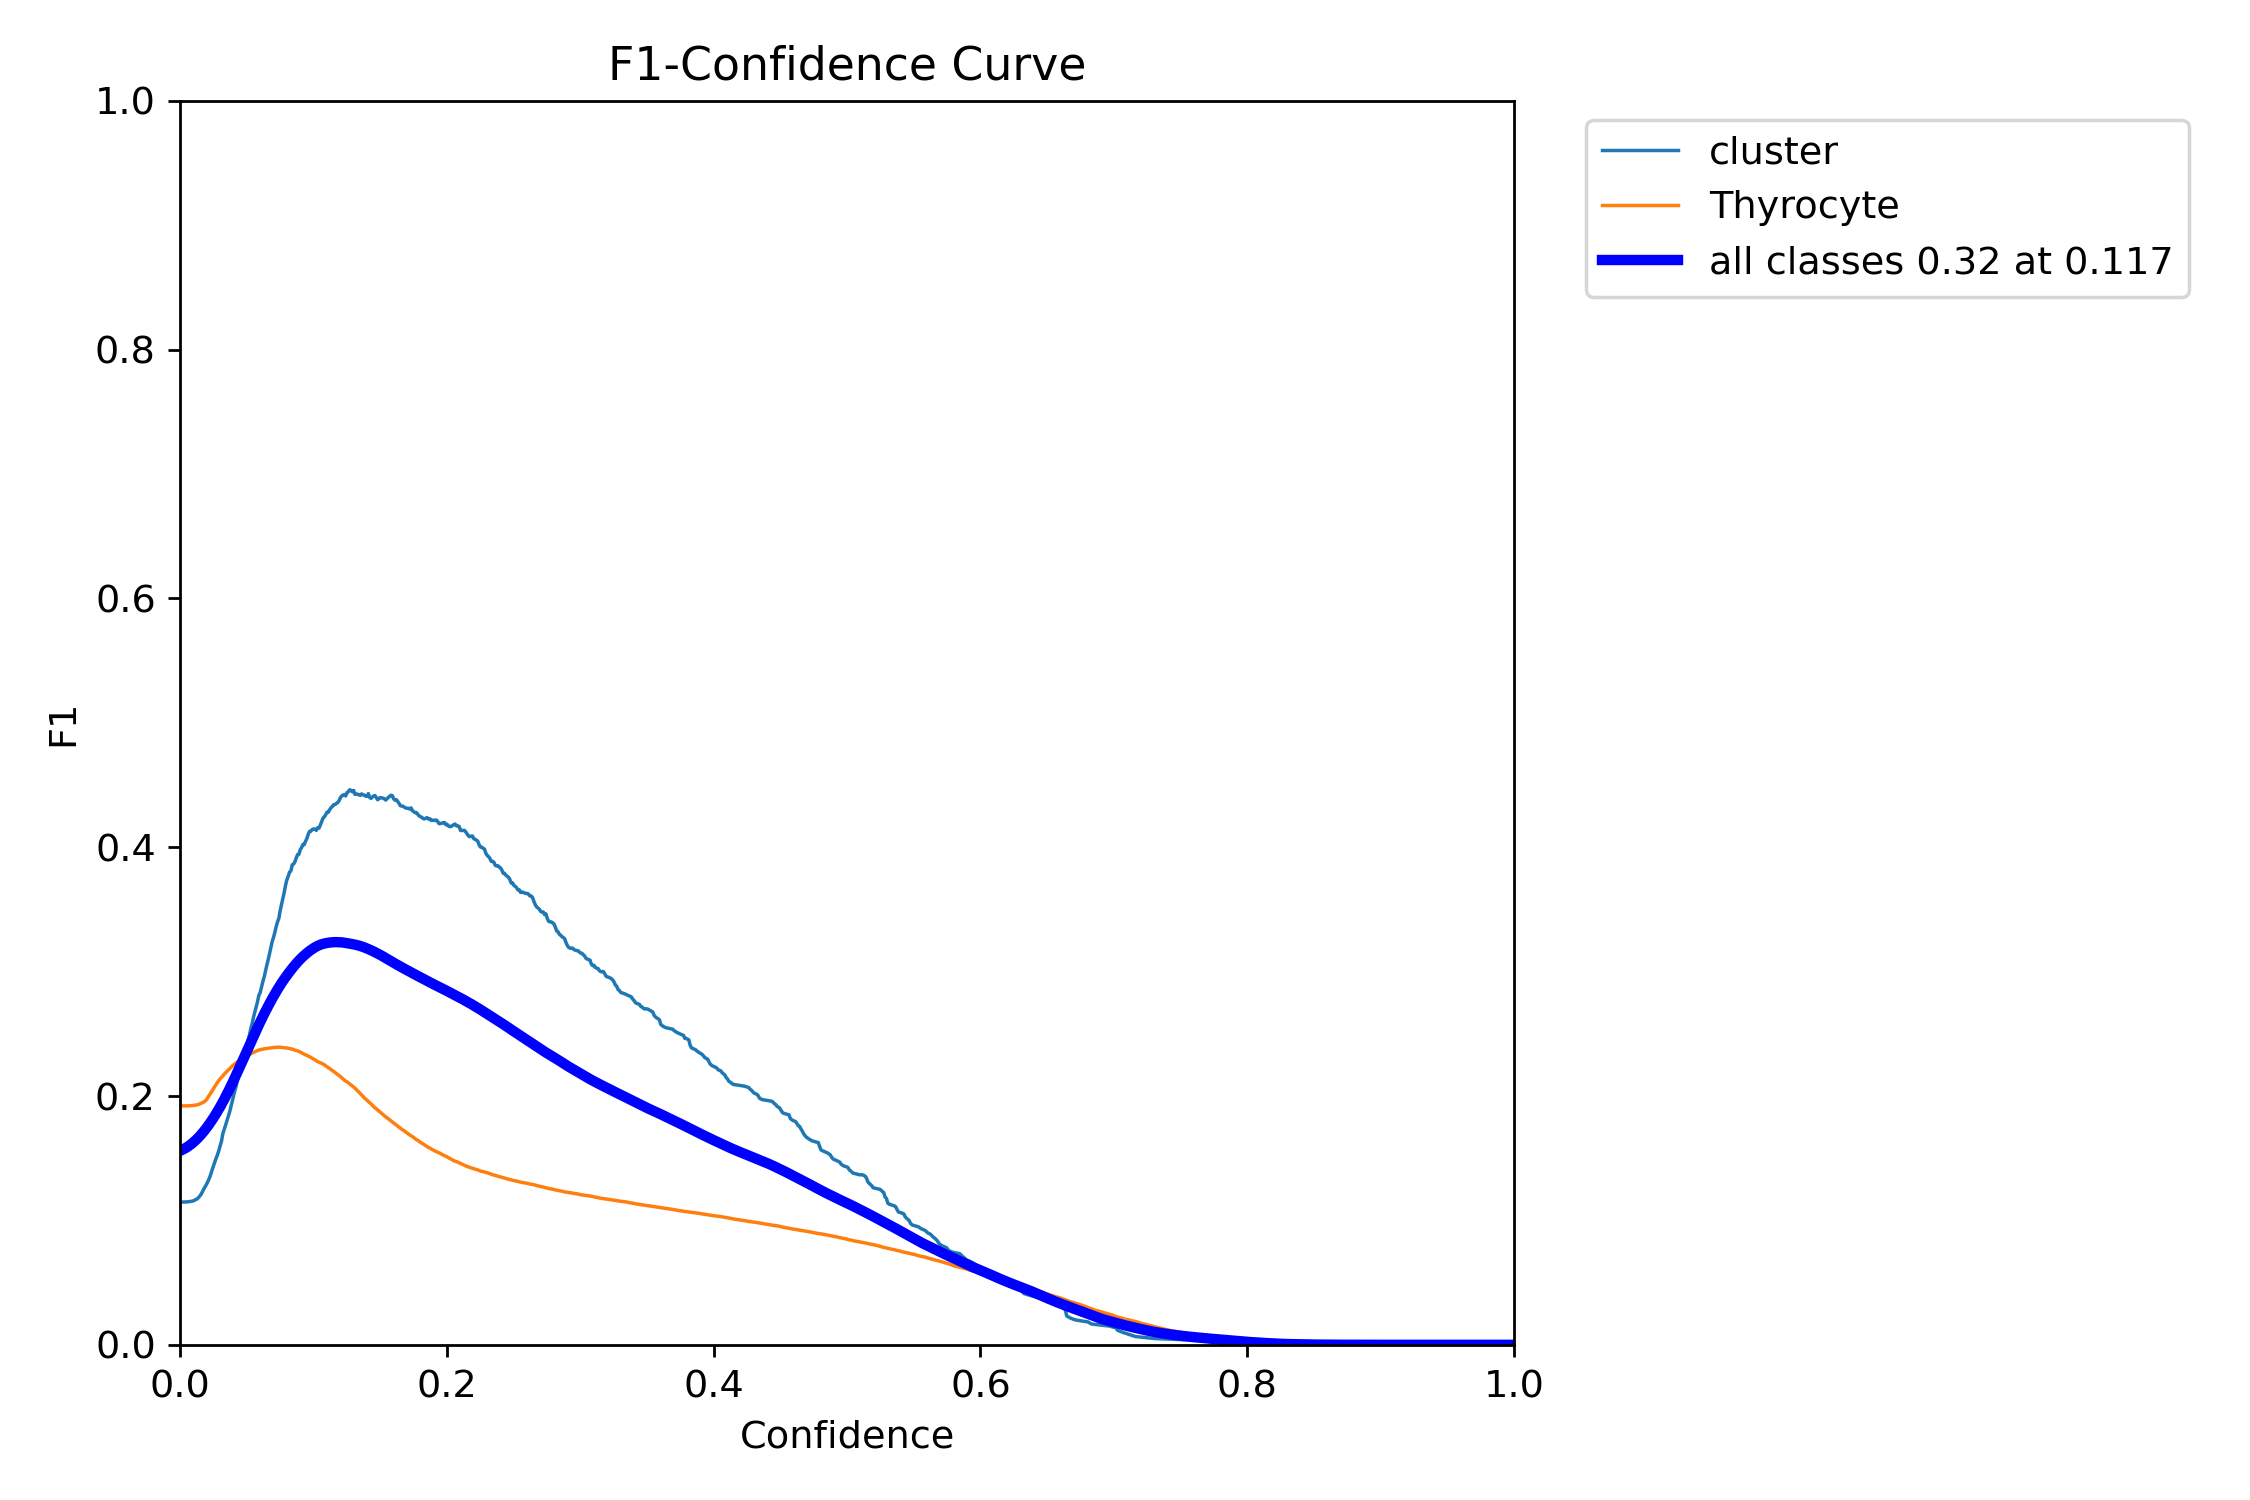 F1-Confidence Curve
1.0
0.8
0.6
0.4
0.2
0.0
F1
0.0 0.2 0.4 0.6 0.8 1.0
Confidence
cluster
Thyrocyte
all classes 0.32 at 0.117